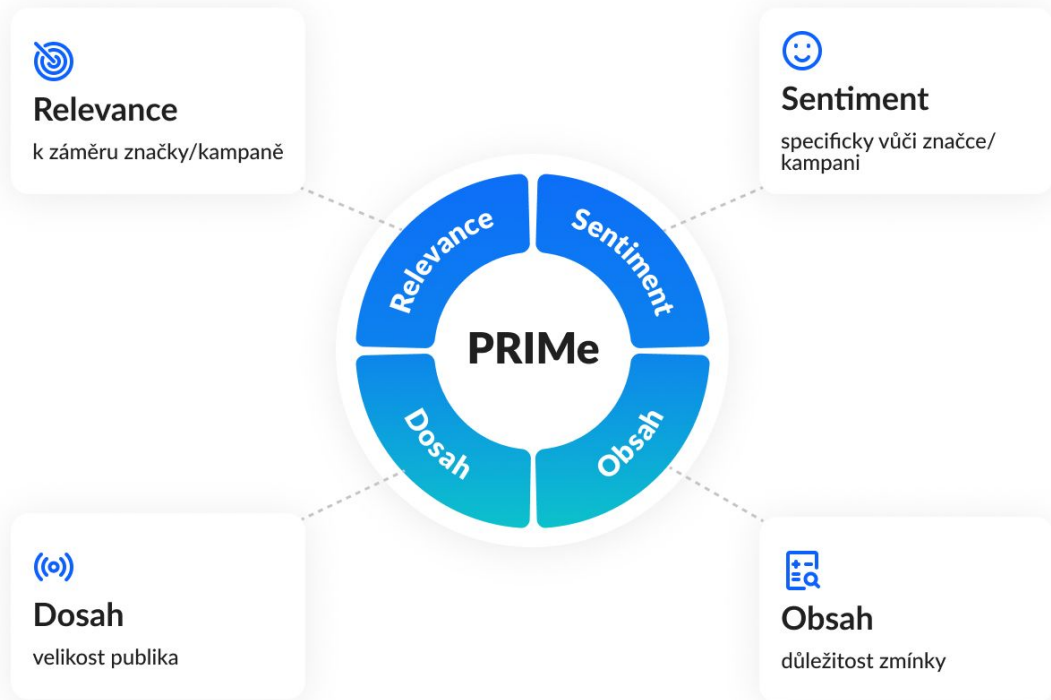 Relevance
k záměru značky/kampaně
Sentiment
specificky vůči značce/
kampani
Relevance
Sentiment
PRIMe
Dosah
Obsah
Dosah
velikost publika
Obsah
důležitost zmínky